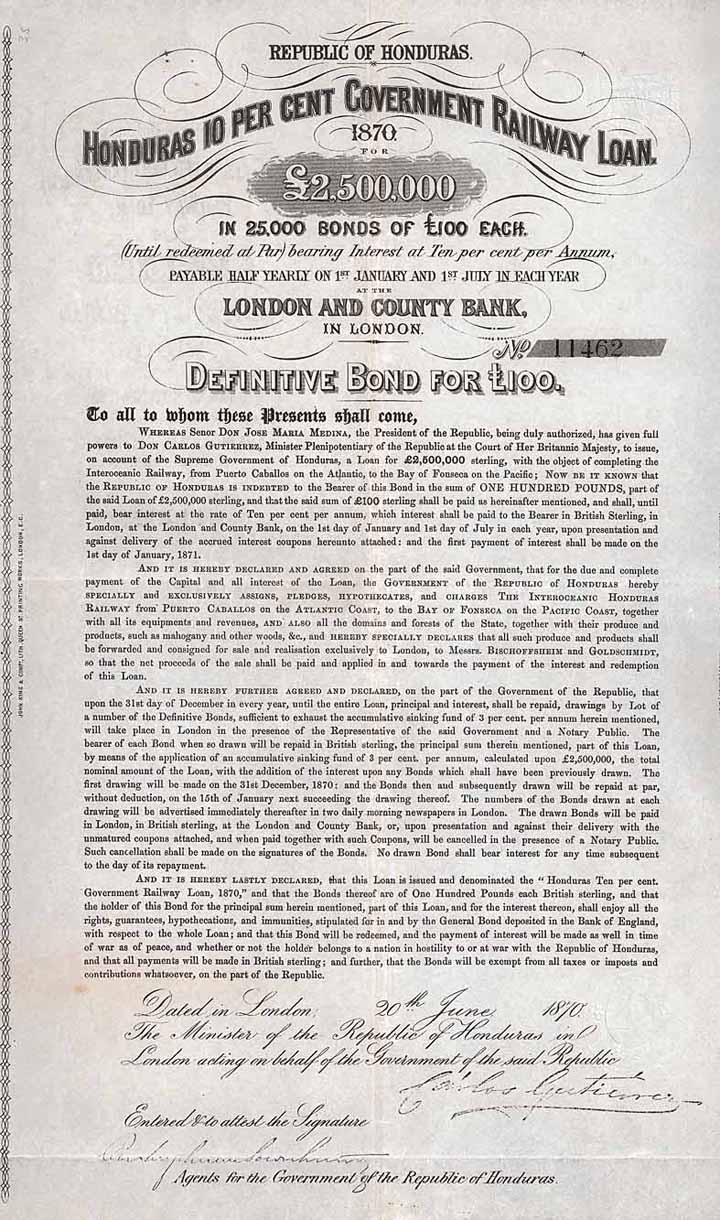 REPUBLIC OF HONDURAS.
HONDURAS 10 PER CENT GOVERNMENT RAILWAY LOAN.
1870.
FOR
£2,500,000
IN 25,000 BONDS OF £100 EACH.
(Until redeemed at Par) bearing Interest at Ten per cent per Annum,
PAYABLE HALF YEARLY ON 1ST JANUARY AND 1ST JULY IN EACH YEAR
AT THE
LONDON AND COUNTY BANK,
IN LONDON.
No. 11462
DEFINITIVE BOND FOR £100.
To all to whom these Presents shall come,
WHEREAS Senor DON JOSE MARIA MEDINA, the President of the Republic, being duly authorized, has given full
powers to DON CARLOS GUTIERREZ, Minister Plenipotentiary of the Republic at the Court of Her Britannic Majesty, to issue,
on account of the Supreme Government of Honduras, a Loan for £2,500,000 sterling, with the object of completing the
Interoceanic Railway, from Puerto Caballos on the Atlantic, to the Bay of Fonseca on the Pacific; NOW BE IT KNOWN that
the REPUBLIC OF HONDURAS IS INDEBTED to the Bearer of this Bond in the sum of ONE HUNDRED POUNDS, part of
the said Loan of £2,500,000 sterling, and that the said sum of £100 sterling shall be paid as hereinafter mentioned, and shall, until
paid, bear interest at the rate of Ten per cent per annum, which interest shall be paid to the Bearer in British Sterling, in
London, at the London and County Bank, on the 1st day of January and 1st day of July in each year, upon presentation and
against delivery of the accrued interest coupons hereunto attached: and the first payment of interest shall be made on the
1st day of January, 1871.
AND IT IS HEREBY DECLARED AND AGREED on the part of the said Government, that for the due and complete
payment of the Capital and all interest of the Loan, the GOVERNMENT OF THE REPUBLIC OF HONDURAS hereby
SPECIALLY and EXCLUSIVELY ASSIGNS, PLEDGES, HYPOTHECATES, and CHARGES THE INTEROCEANIC HONDURAS
RAILWAY from PUERTO CABALLOS on the ATLANTIC COAST, to the BAY OF FONSECA on the PACIFIC COAST, together
with all its equipments and revenues, AND ALSO all the domains and forests of the State, together with their produce and
products, such as mahogany and other woods, &c., and HEREBY SPECIALLY DECLARES that all such produce and products
shall be forwarded and consigned for sale and realisation exclusively to London, to Messrs. BISCHOFFSHEIM and GOLDSCHMIDT,
so that the net proceeds of the sale shall be paid and applied in and towards the payment of the interest and redemption
of this Loan.
AND IT IS HEREBY FURTHER AGREED AND DECLARED, on the part of the Government of the Republic, that
upon the 31st day of December in every year, until the entire Loan, principal and interest, shall be repaid, drawings by Lot of
a number of the Definitive Bonds, sufficient to exhaust the accumulative sinking fund of 3 per cent. per annum herein mentioned,
will take place in London in the presence of the Representative of the said Government and a Notary Public. The
bearer of each Bond when so drawn will be repaid in British sterling, the principal sum therein mentioned, part of this Loan,
by means of the application of an accumulative sinking fund of 3 per cent. per annum, calculated upon £2,500,000, the total
nominal amount of the Loan, with the addition of the interest upon any Bonds which shall have been previously drawn. The
first drawing will be made on the 31st December, 1870: and the Bonds then and subsequently drawn will be repaid at par,
without deduction, on the 15th of January next succeeding the drawing thereof. The numbers of the Bonds drawn at each
drawing will be advertised immediately thereafter in two daily morning newspapers in London. The drawn Bonds will be paid
in London, in British sterling, at the London and County Bank, or, upon presentation and against their delivery with the
unmatured coupons attached, and when paid together with such Coupons, will be cancelled in the presence of a Notary Public.
Such cancellation shall be made on the signatures of the Bonds. No drawn Bond shall bear interest for any time subsequent
to the day of its repayment.
AND IT IS HEREBY LASTLY DECLARED, that this Loan is issued and denominated the "Honduras Ten per cent.
Government Railway Loan, 1870," and that the Bonds thereof are of One Hundred Pounds each British sterling, and that
the holder of this Bond for the principal sum herein mentioned, part of this Loan, and for the interest thereon, shall enjoy all the
rights, guarantees, hypothecations, and immunities, stipulated for in and by the General Bond deposited in the Bank of England,
with respect to the whole Loan; and that this Bond will be redeemed, and the payment of interest will be made as well in time
of war as of peace, and whether or not the holder belongs to a nation in hostility to or at war with the Republic of Honduras,
and that all payments will be made in British sterling; and further, that the Bonds will be exempt from all taxes or imposts and
contributions whatsoever, on the part of the Republic.
Dated in London, 20th June 1870.
The Minister of the Republic of Honduras in
London acting on behalf of the Government of the said Republic
Carlos Gutierrez
Entered & to attest the Signature
Agents for the Government of the Republic of Honduras.